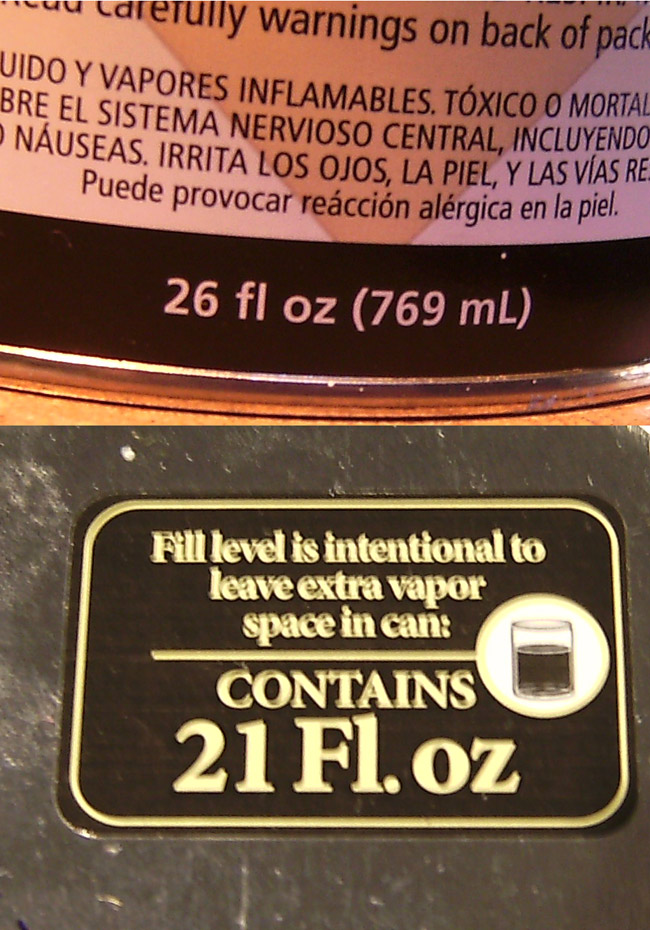 carefully warnings on back of pack
Y VAPORES INFLAMABLES. TÓXICO O MORTAL
EL SISTEMA NERVIOSO CENTRAL, INCLUYENDO
NÁUSEAS. IRRITA LOS OJOS, LA PIEL, Y LAS VÍAS RE
Puede provocar reácción alérgica en la piel.
26 fl oz (769 mL)
Fill level is intentional to
leave extra vapor
space in can:
CONTAINS
21 Fl. oz